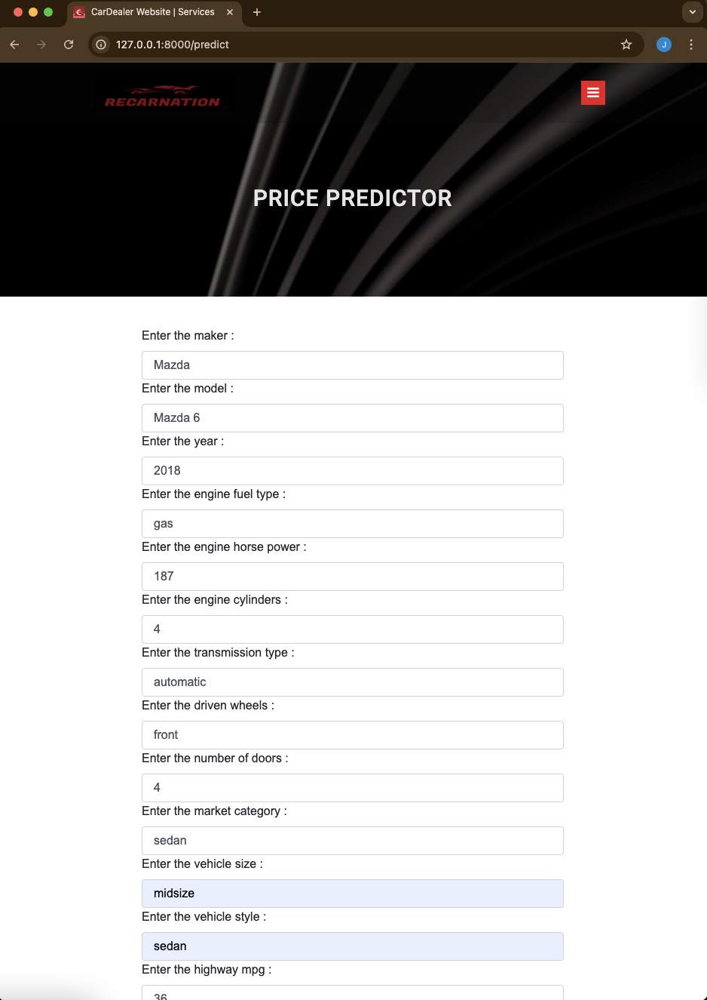 CarDealer Website | Services
127.0.0.1:8000/predict
J
RECARNATION
PRICE PREDICTOR
Enter the maker :
Mazda
Enter the model :
Mazda 6
Enter the year :
2018
Enter the engine fuel type :
gas
Enter the engine horse power :
187
Enter the engine cylinders :
4
Enter the transmission type :
automatic
Enter the driven wheels :
front
Enter the number of doors :
4
Enter the market category :
sedan
Enter the vehicle size :
midsize
Enter the vehicle style :
sedan
Enter the highway mpg :
36